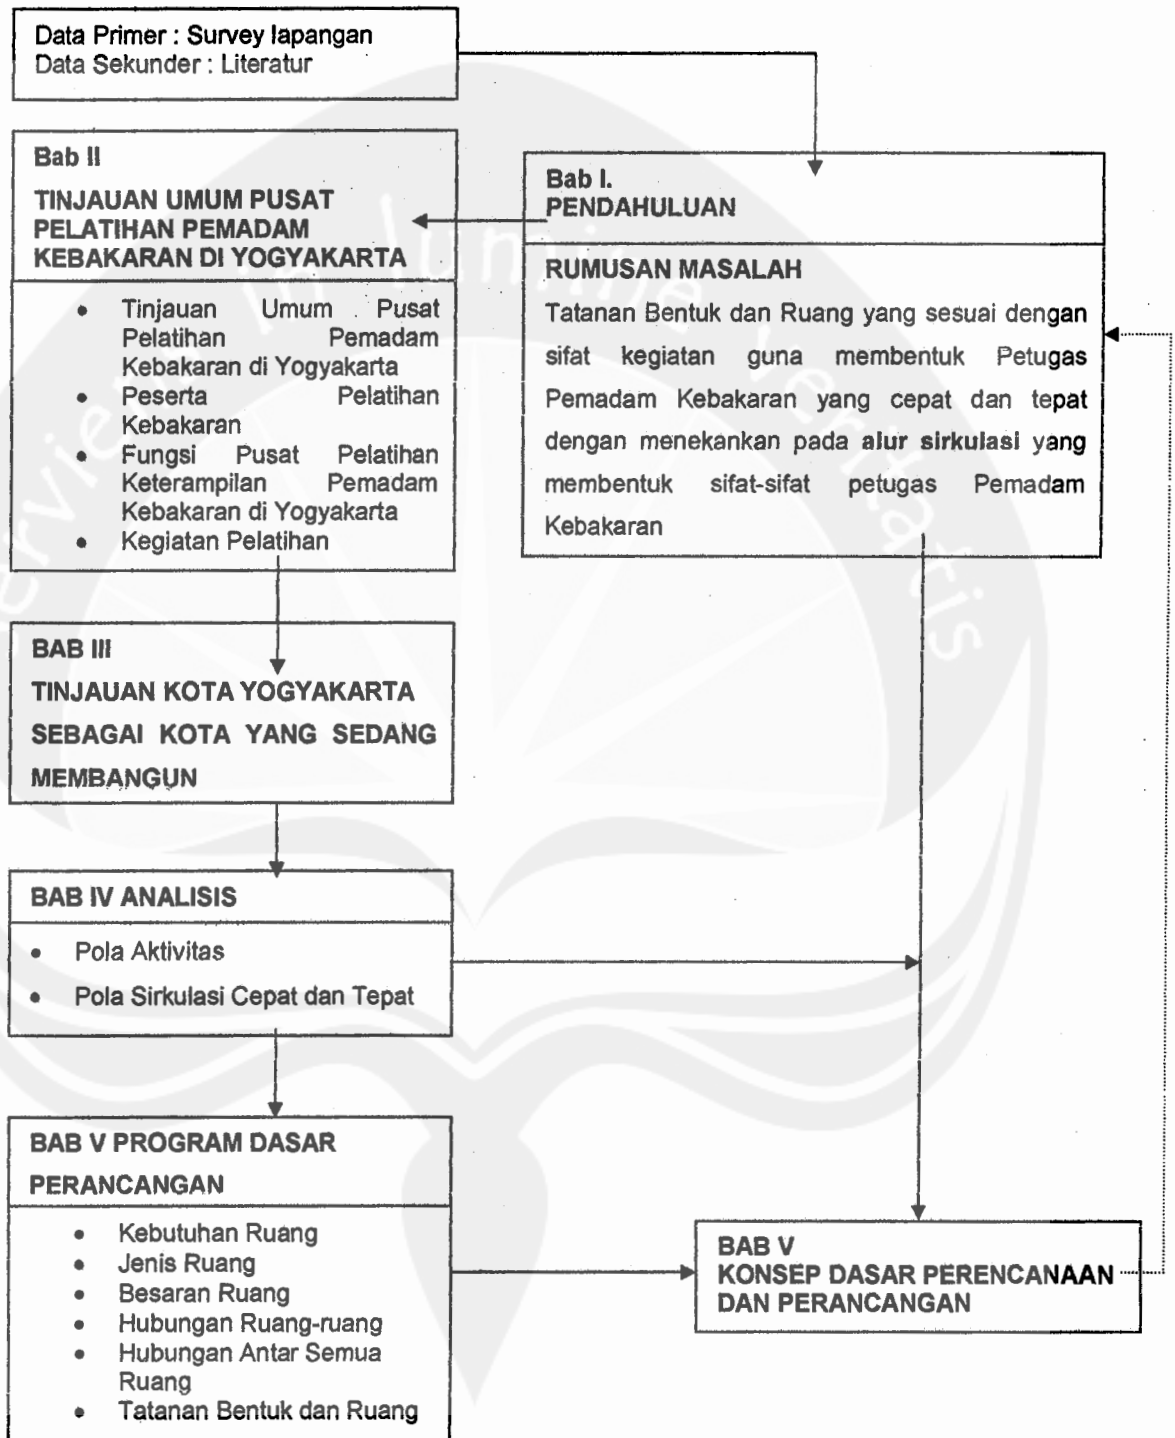 Data Primer : Survey lapangan
Data Sekunder : Literatur
Bab I.
PENDAHULUAN
RUMUSAN MASALAH
Tatanan Bentuk dan Ruang yang sesuai dengan
sifat kegiatan guna membentuk Petugas
Pemadam Kebakaran yang cepat dan tepat
dengan menekankan pada alur sirkulasi yang
membentuk sifat-sifat petugas Pemadam
Kebakaran
Bab II
TINJAUAN UMUM PUSAT
PELATIHAN PEMADAM
KEBAKARAN DI YOGYAKARTA
• Tinjauan Umum Pusat
Pelatihan Pemadam
Kebakaran di Yogyakarta
• Peserta Pelatihan
Kebakaran
• Fungsi Pusat Pelatihan
Keterampilan Pemadam
Kebakaran di Yogyakarta
• Kegiatan Pelatihan
BAB III
TINJAUAN KOTA YOGYAKARTA
SEBAGAI KOTA YANG SEDANG
MEMBANGUN
BAB IV ANALISIS
• Pola Aktivitas
• Pola Sirkulasi Cepat dan Tepat
BAB V PROGRAM DASAR
PERANCANGAN
• Kebutuhan Ruang
• Jenis Ruang
• Besaran Ruang
• Hubungan Ruang-ruang
• Hubungan Antar Semua
Ruang
• Tatanan Bentuk dan Ruang
BAB V
KONSEP DASAR PERENCANAAN
DAN PERANCANGAN
serviens in lumine veritatis